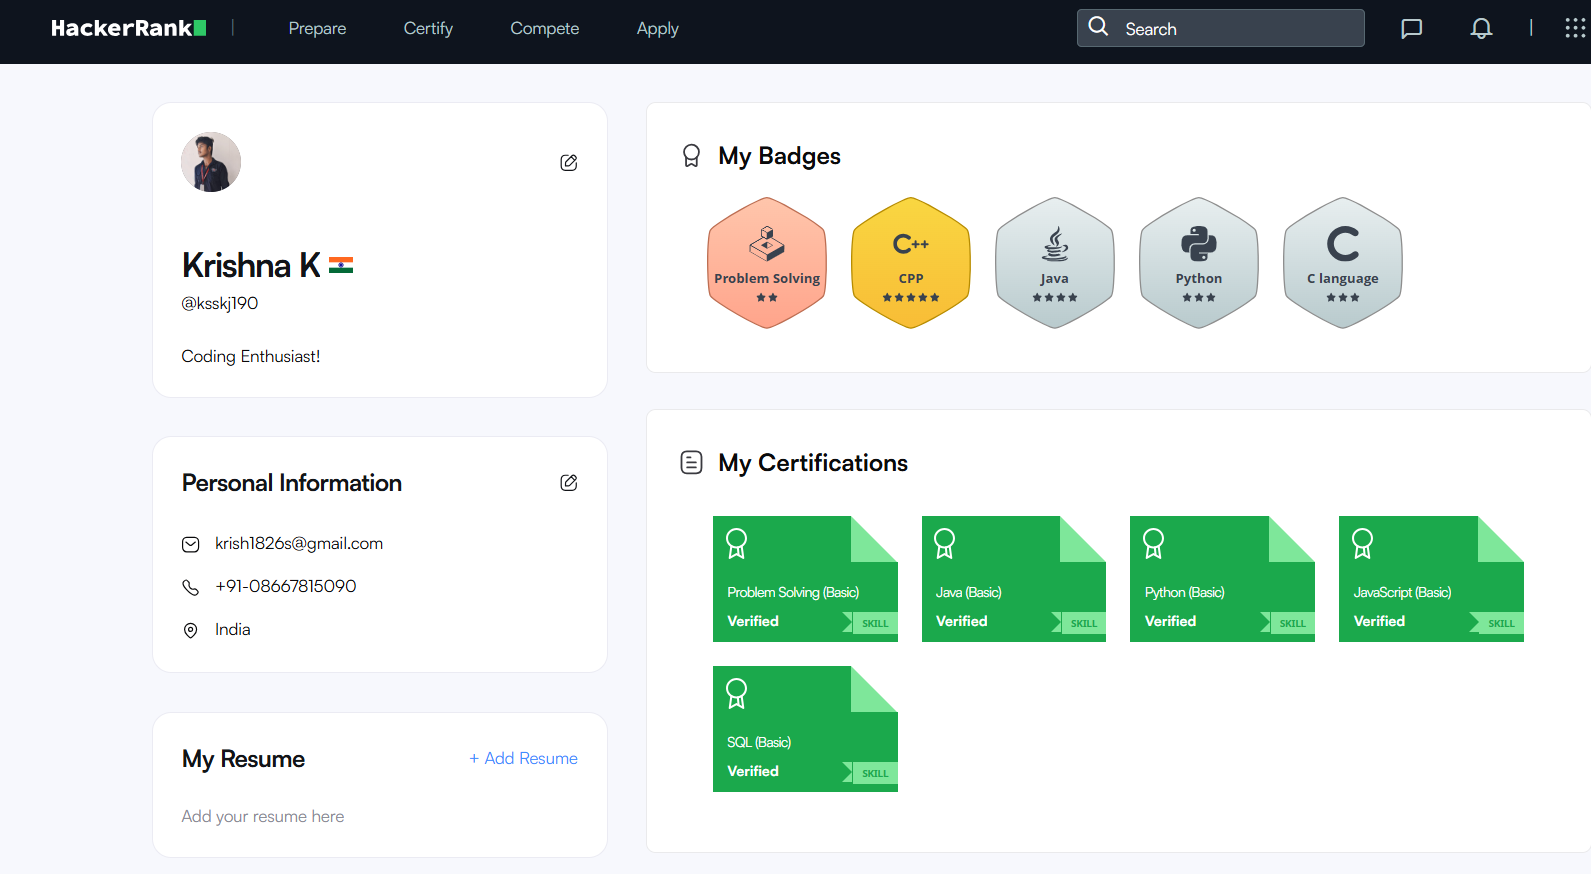 HackerRank
Prepare
Certify
Compete
Apply
Search
Krishna K
@ksskj190
Coding Enthusiast!
Personal Information
krish1826s@gmail.com
+91-08667815090
India
My Resume
+ Add Resume
Add your resume here
My Badges
Problem Solving
C++
CPP
Java
Python
C
C language
My Certifications
Problem Solving (Basic)
Verified
SKILL
Java (Basic)
Verified
SKILL
Python (Basic)
Verified
SKILL
JavaScript (Basic)
Verified
SKILL
SQL (Basic)
Verified
SKILL